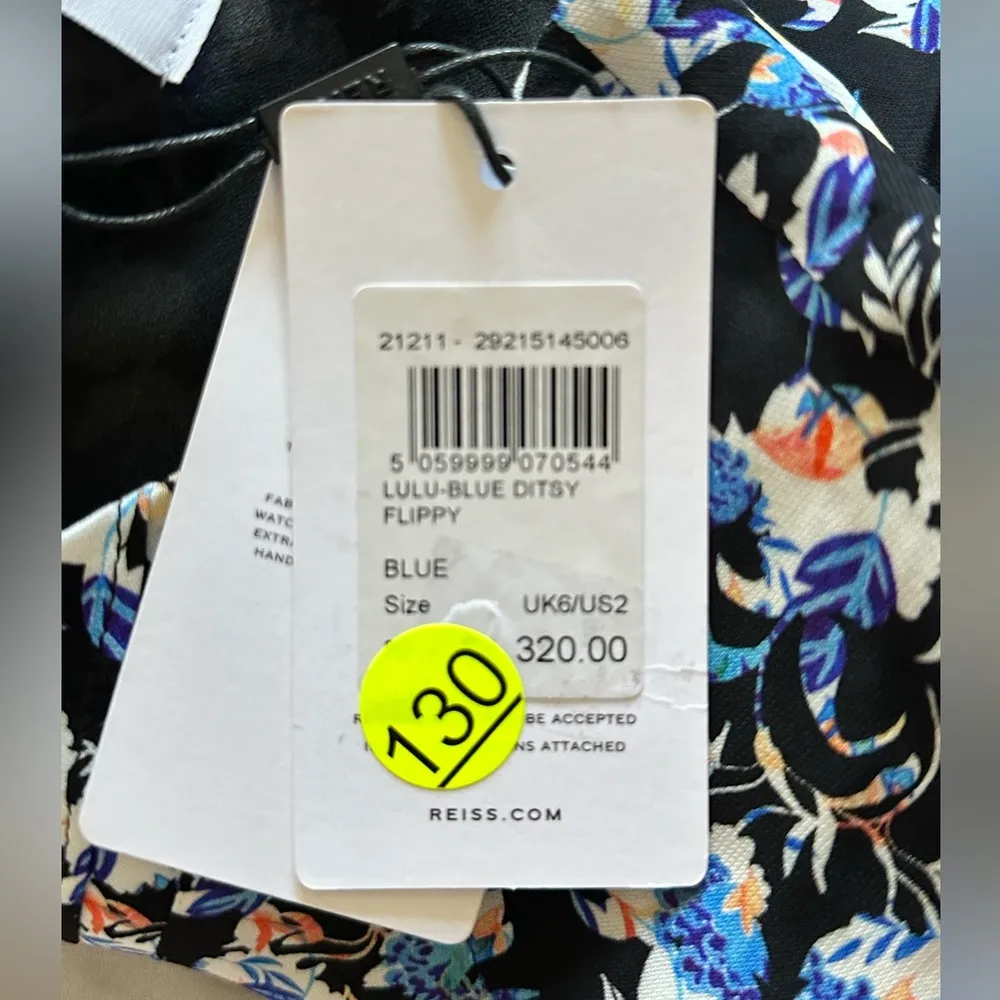 21211 - 29215145006
5 059999 070544
LULU-BLUE DITSY
FLIPPY
BLUE
Size UK6/US2
320.00
130
BE ACCEPTED
ATTACHED
REISS.COM
HAND